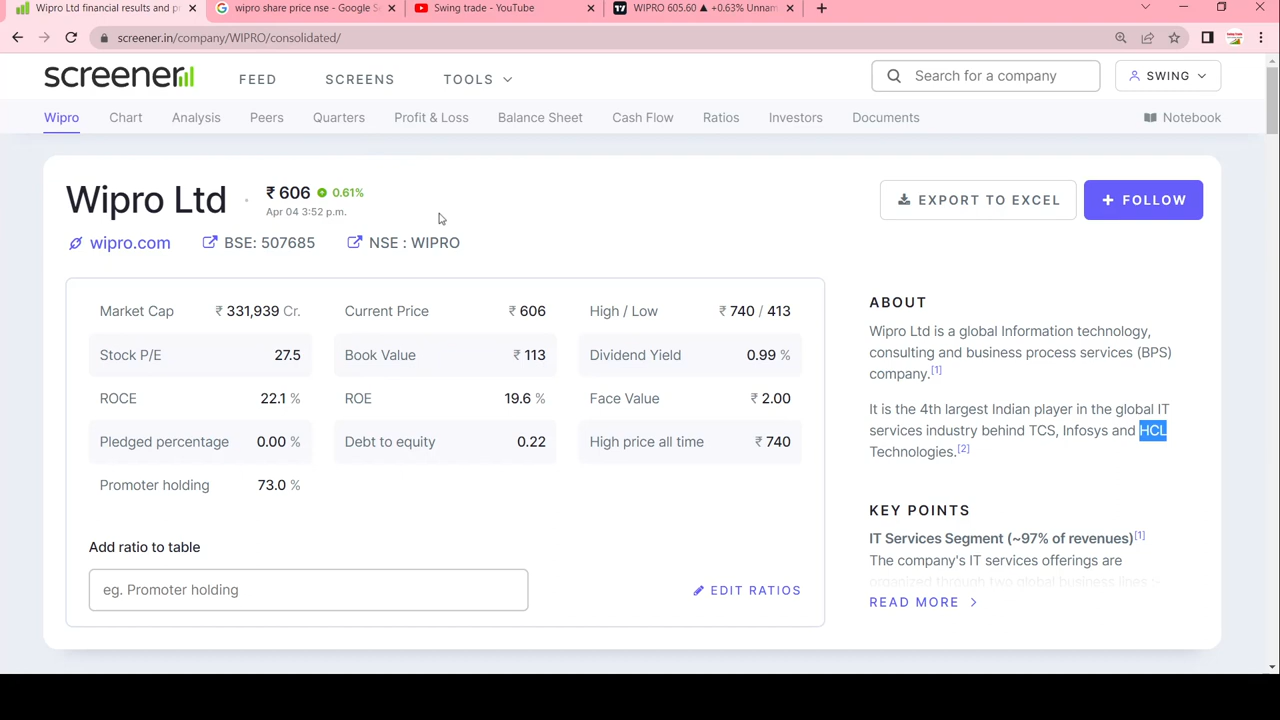 Wipro Ltd financial results and p
wipro share price nse - Google S
Swing trade - YouTube
WIPRO 605.60 ▲ +0.63% Unnam
screener.in/company/WIPRO/consolidated/
screener
FEED
SCREENS
TOOLS
Search for a company
SWING
Wipro
Chart
Analysis
Peers
Quarters
Profit & Loss
Balance Sheet
Cash Flow
Ratios
Investors
Documents
Notebook
Wipro Ltd
₹ 606 0.61%
Apr 04 3:52 p.m.
EXPORT TO EXCEL
+ FOLLOW
wipro.com
BSE: 507685
NSE : WIPRO
Market Cap ₹ 331,939 Cr.
Current Price ₹ 606
High / Low ₹ 740 / 413
Stock P/E 27.5
Book Value ₹ 113
Dividend Yield 0.99 %
ROCE 22.1 %
ROE 19.6 %
Face Value ₹ 2.00
Pledged percentage 0.00 %
Debt to equity 0.22
High price all time ₹ 740
Promoter holding 73.0 %
Add ratio to table
eg. Promoter holding
EDIT RATIOS
ABOUT
Wipro Ltd is a global Information technology,
consulting and business process services (BPS)
company.[1]
It is the 4th largest Indian player in the global IT
services industry behind TCS, Infosys and HCL
Technologies.[2]
KEY POINTS
IT Services Segment (~97% of revenues)[1]
The company's IT services offerings are
organized through two global business lines :-
READ MORE